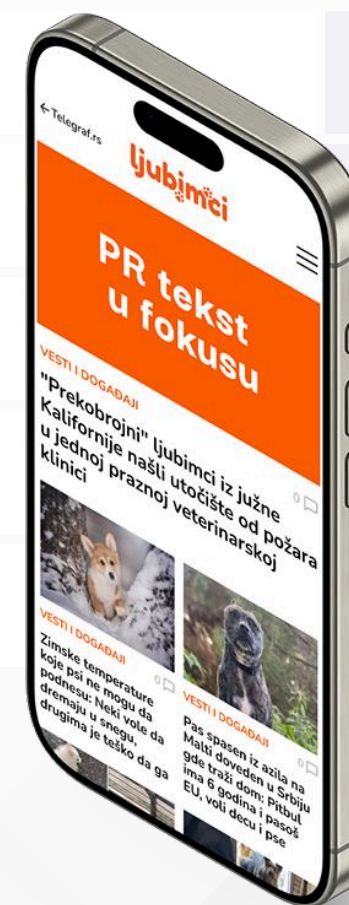 ← Telegraf.rs
ljubimci
PR tekst
u fokusu
VESTI I DOGAĐAJI
"Prekobrojni" ljubimci iz južne
Kalifornije našli utočište od požara
u jednoj praznoj veterinarskoj
klinici
0
VESTI I DOGAĐAJI
Zimske temperature
koje psi ne mogu da
podnesu: Neki vole da
dremaju u snegu,
drugima je teško da ga
0
VESTI I DOGAĐAJI
Pas spasen iz azila na
Malti doveden u Srbiju
gde traži dom: Pitbul
ima 6 godina i pasoš
EU, voli decu i pse
0